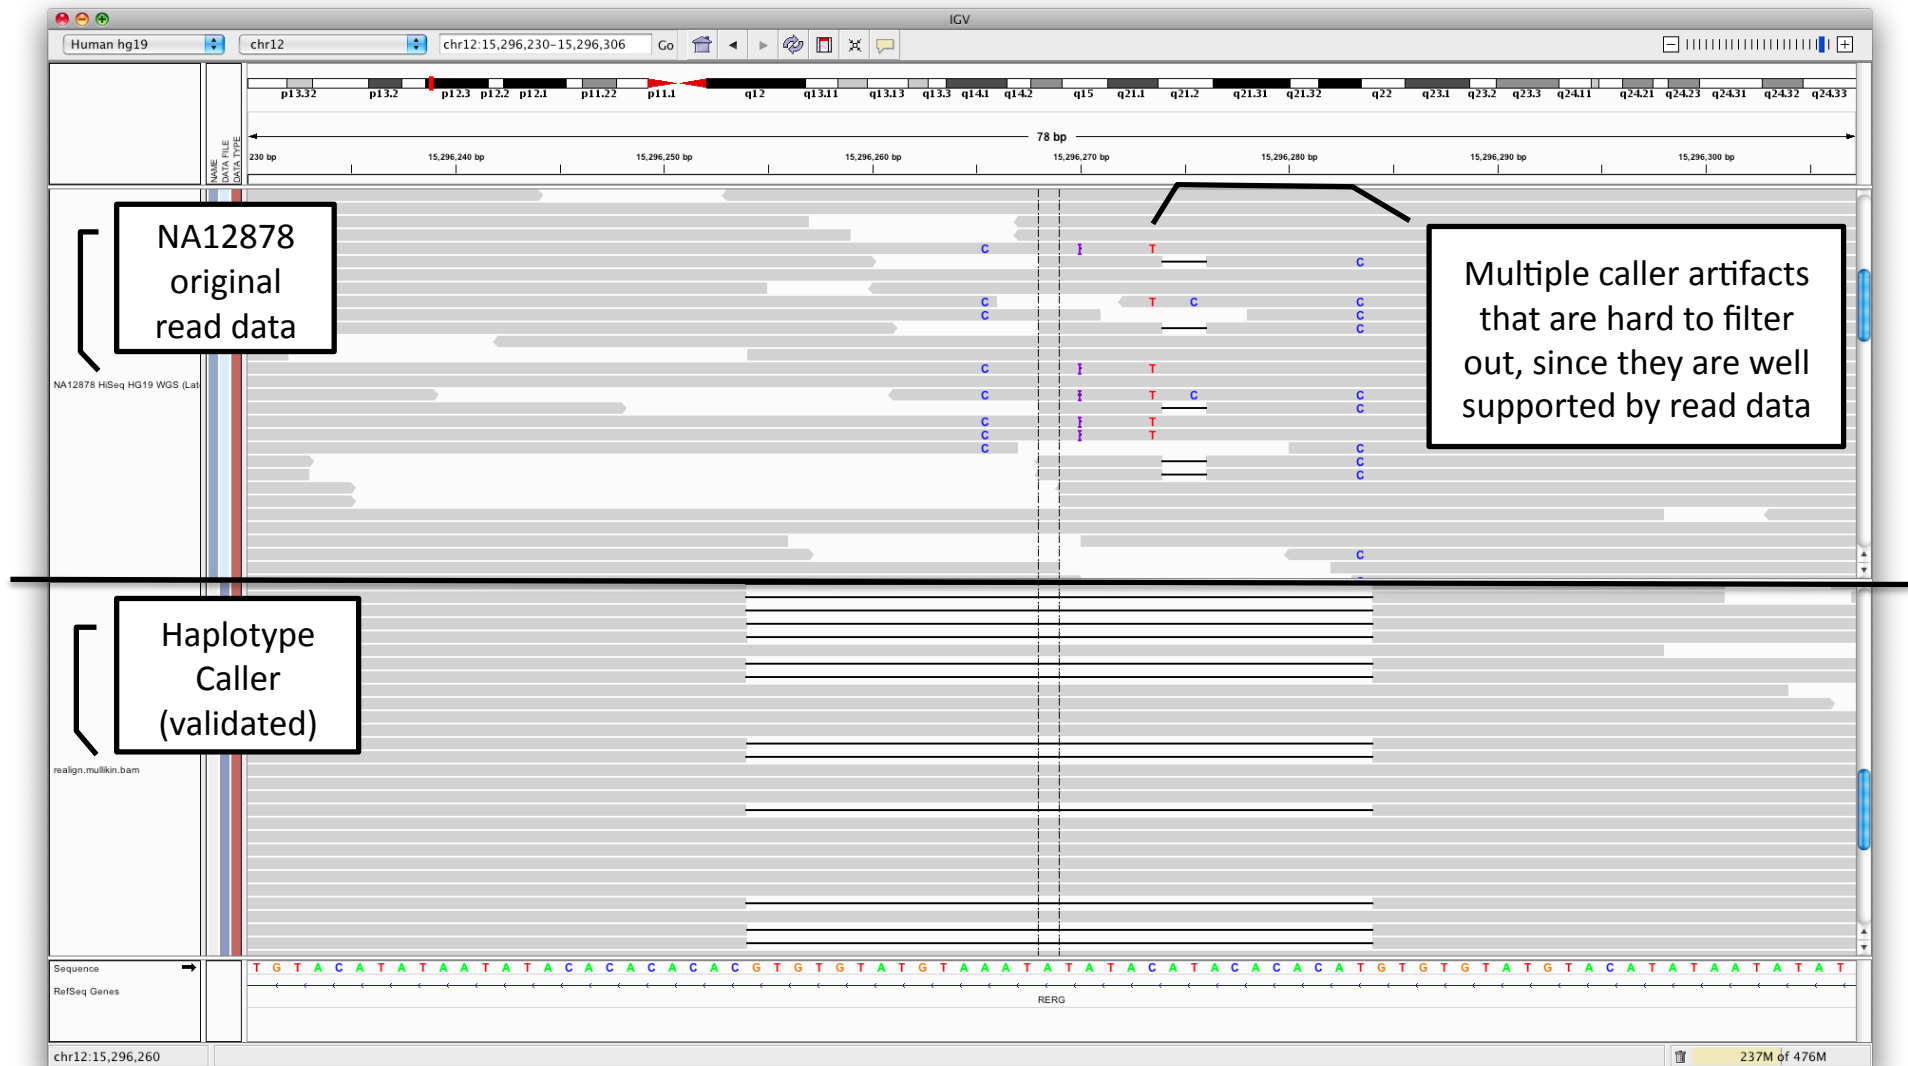 IGV
Human hg19 chr12 chr12:15,296,230-15,296,306 Go
p13.32 p13.2 p12.3 p12.2 p12.1 p11.22 p11.1 q12 q13.11 q13.13 q13.3 q14.1 q14.2 q15 q21.1 q21.2 q21.31 q21.32 q22 q23.1 q23.2 q23.3 q24.11 q24.21 q24.23 q24.31 q24.32 q24.33
78 bp
NAME
DATA FILE
DATA TYPE
230 bp 15,296,240 bp 15,296,250 bp 15,296,260 bp 15,296,270 bp 15,296,280 bp 15,296,290 bp 15,296,300 bp
NA12878
original
read data
Multiple caller artifacts
that are hard to filter
out, since they are well
supported by read data
C I T
C
C T C C
C C
C
C I T
C I T C C
C
C I T
C I T
C C
C
C
C
NA12878 HiSeq HG19 WGS (Lat
Haplotype
Caller
(validated)
realign.mullikin.bam
Sequence T G T A C A T A T A A T A T A C A C A C A C A C G T G T G T A T G T A A A T A T A T A C A T A C A C A C A T G T G T G T A T G T A C A T A T A A T A T A T
RefSeq Genes
RERG
chr12:15,296,260
237M of 476M